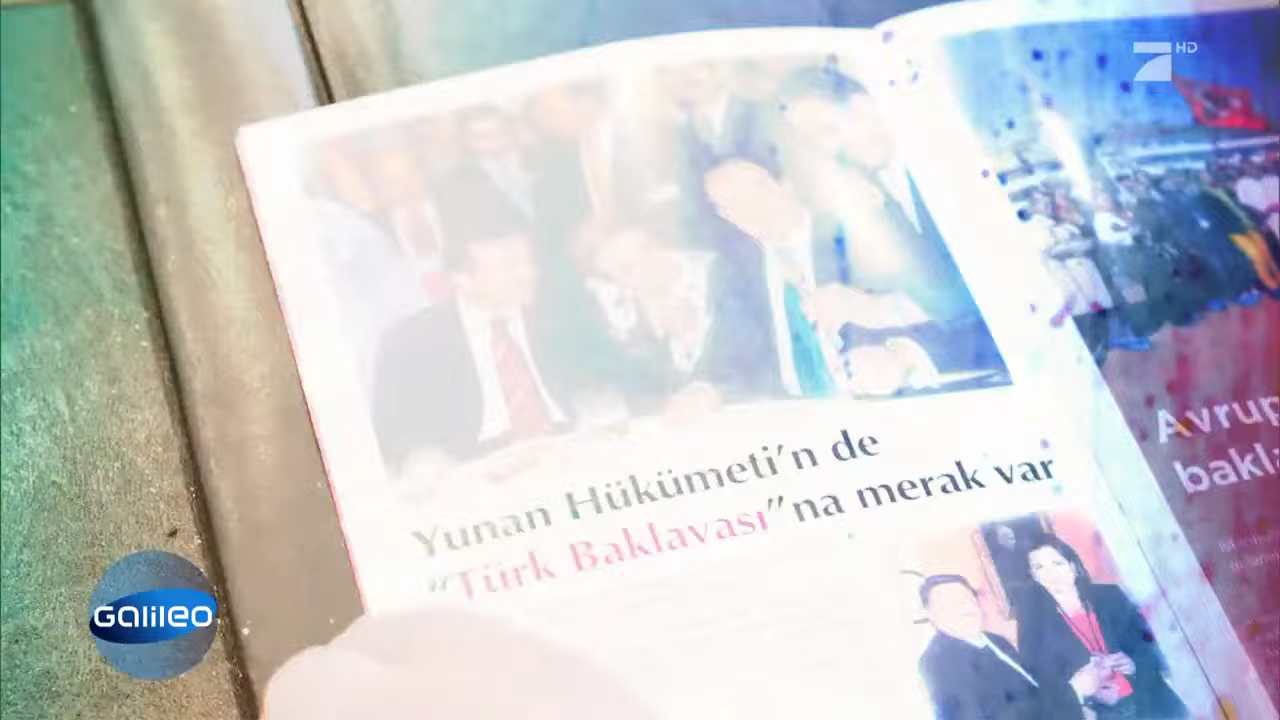 HD
Yunan Hükümeti'n de
"Türk Baklavası"na merak var
Avrup
bakla
GaLiLEO